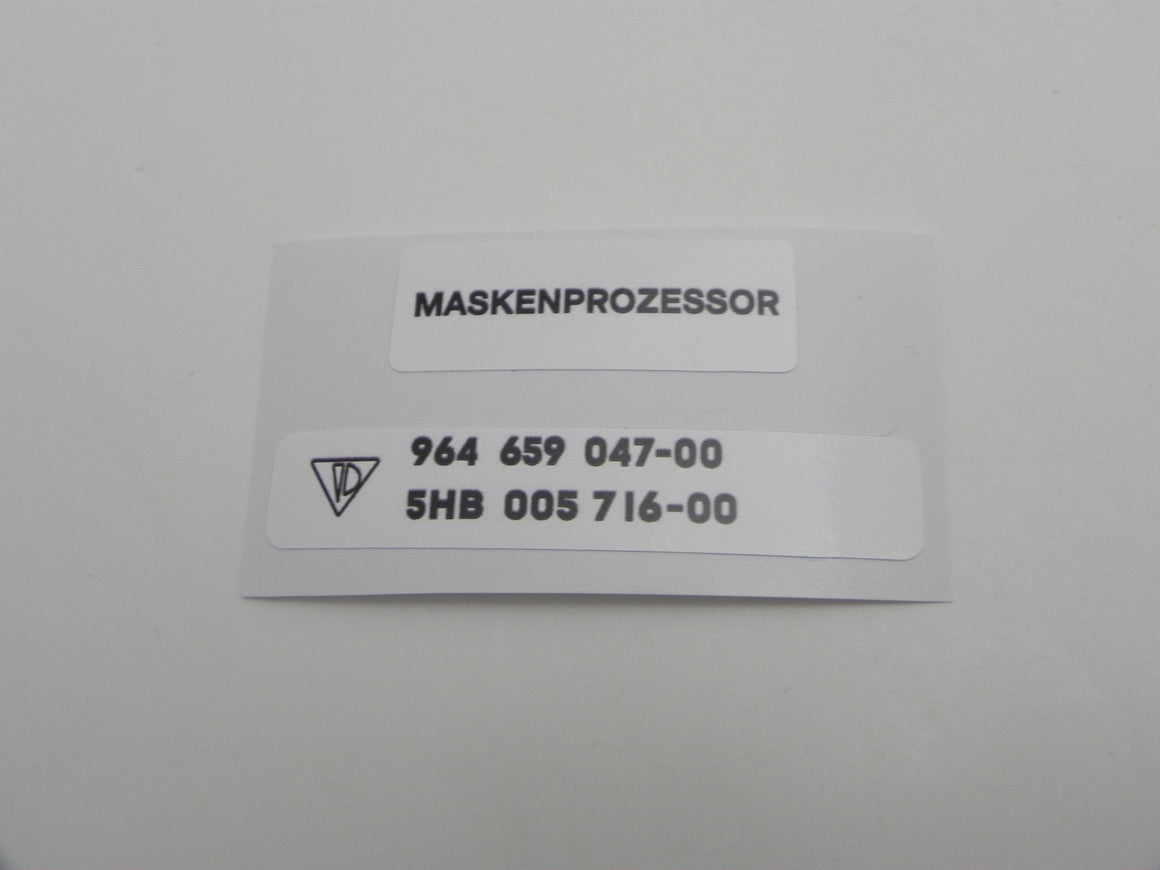 MASKENPROZESSOR
964 659 047-00
5HB 005 716-00